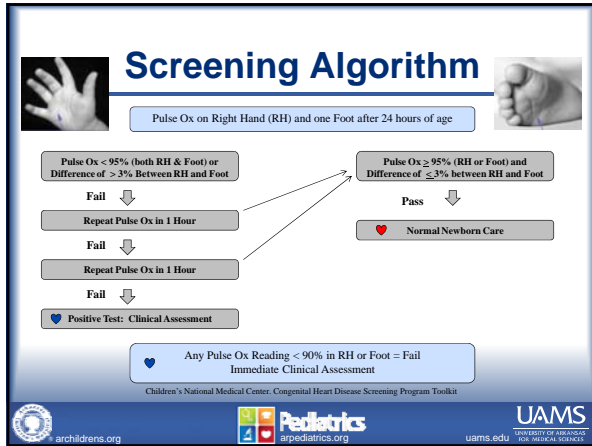 Screening Algorithm
Pulse Ox on Right Hand (RH) and one Foot after 24 hours of age
Pulse Ox < 95% (both RH & Foot) or
Difference of > 3% Between RH and Foot
Fail
Repeat Pulse Ox in 1 Hour
Fail
Repeat Pulse Ox in 1 Hour
Fail
Positive Test: Clinical Assessment
Pulse Ox ≥ 95% (RH or Foot) and
Difference of ≤ 3% between RH and Foot
Pass
Normal Newborn Care
Any Pulse Ox Reading < 90% in RH or Foot = Fail
Immediate Clinical Assessment
Children's National Medical Center. Congenital Heart Disease Screening Program Toolkit
® archildrens.org
Pediatrics
arpediatrics.org
uams.edu
UAMS
UNIVERSITY OF ARKANSAS
FOR MEDICAL SCIENCES